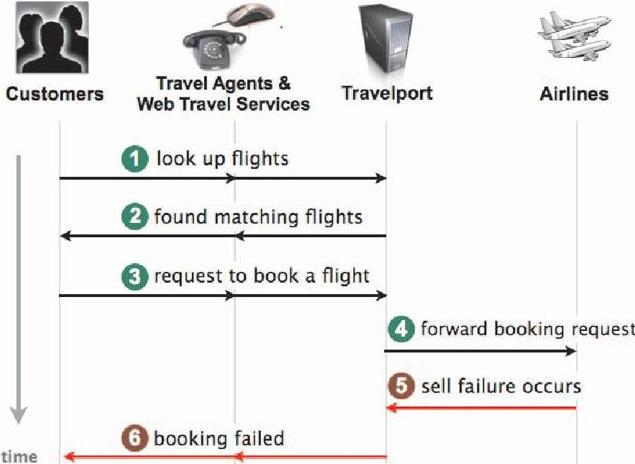 Customers
Travel Agents &
Web Travel Services
Travelport
Airlines
1 look up flights
2 found matching flights
3 request to book a flight
4 forward booking request
5 sell failure occurs
6 booking failed
time